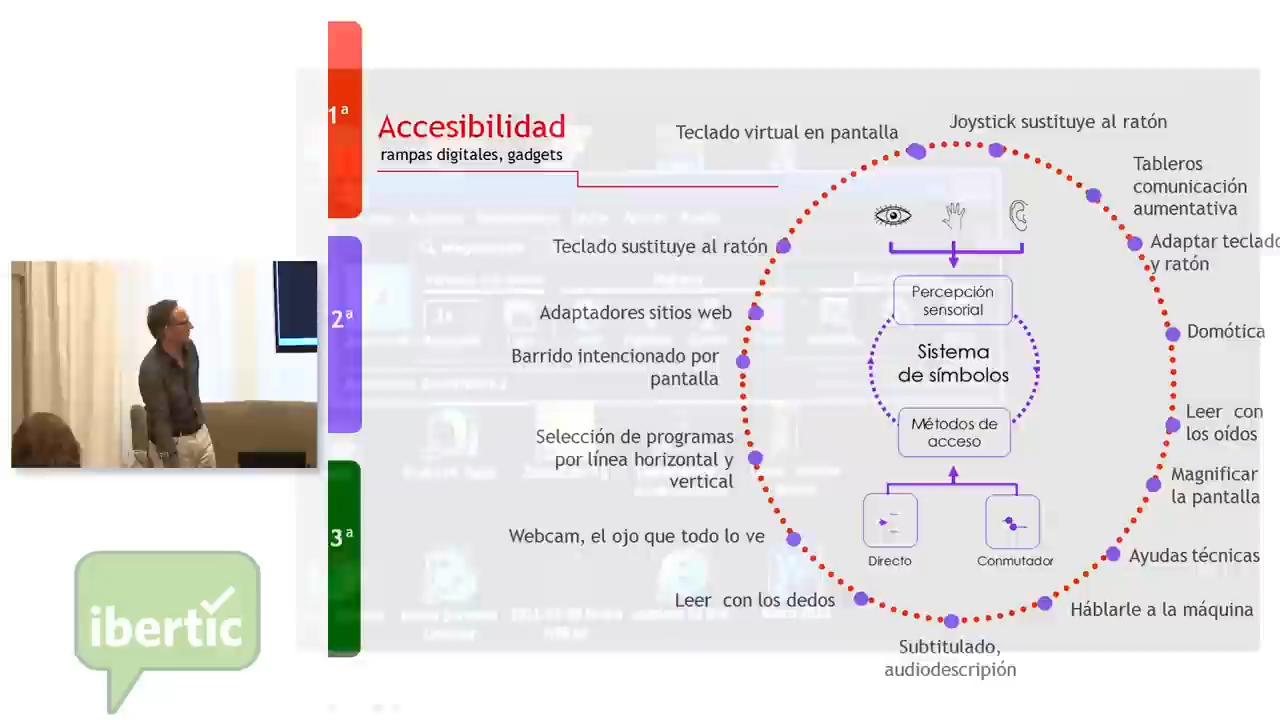 1ª
2ª
3ª
Accesibilidad
rampas digitales, gadgets
Teclado virtual en pantalla
Joystick sustituye al ratón
Tableros
comunicación
aumentativa
Adaptar teclado
y ratón
Domótica
Leer con
los oídos
Magnificar
la pantalla
Ayudas técnicas
Háblarle a la máquina
Subtitulado,
audiodescripión
Leer con los dedos
Webcam, el ojo que todo lo ve
Selección de programas
por línea horizontal y
vertical
Barrido intencionado por
pantalla
Adaptadores sitios web
Teclado sustituye al ratón
Percepción
sensorial
Sistema
de símbolos
Métodos de
acceso
Directo
Conmutador
ibertic